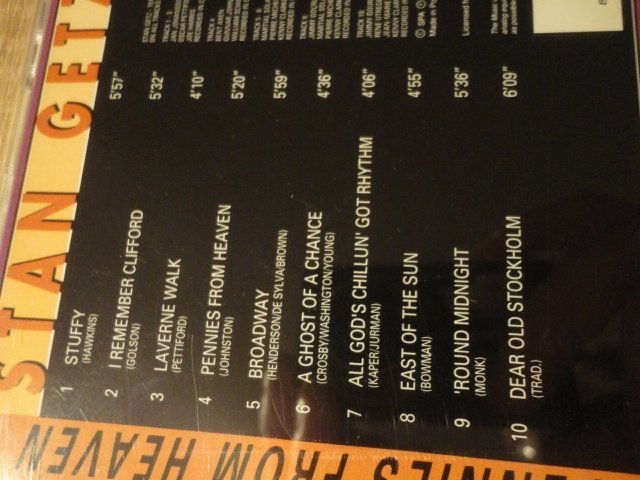 STAN GETZ
1 STUFFY 5'57"
(HAWKINS)
2 I REMEMBER CLIFFORD 5'32"
(GOLSON)
3 LAVERNE WALK 4'10"
(PETTIFORD)
4 PENNIES FROM HEAVEN 5'20"
(JOHNSTON)
5 BROADWAY 5'59"
(HENDERSON/DE SYLVA/BROWN)
6 A GHOST OF A CHANCE 4'36"
(CROSBY/WASHINGTON/YOUNG)
7 ALL GOD'S CHILLUN' GOT RHYTHM 4'06"
(KAPER/JURMAN)
8 EAST OF THE SUN 4'55"
(BOWMAN)
9 'ROUND MIDNIGHT 5'36"
(MONK)
10 DEAR OLD STOCKHOLM 6'09"
(TRAD.)
FROM HEAVEN
ENNIES FROM HEAVEN